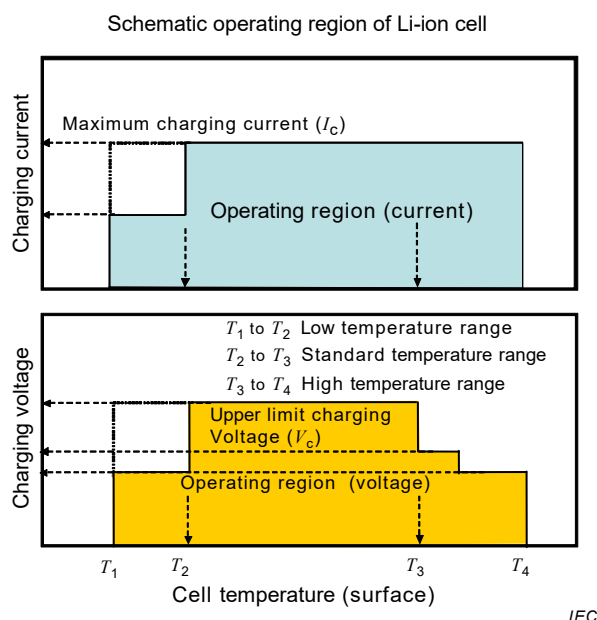 Schematic operating region of Li-ion cell
Charging current
Maximum charging current (Ic)
Operating region (current)
Charging voltage
T1 to T2 Low temperature range
T2 to T3 Standard temperature range
T3 to T4 High temperature range
Upper limit charging
Voltage (Vc)
Operating region (voltage)
T1 T2 T3 T4
Cell temperature (surface)
IEC